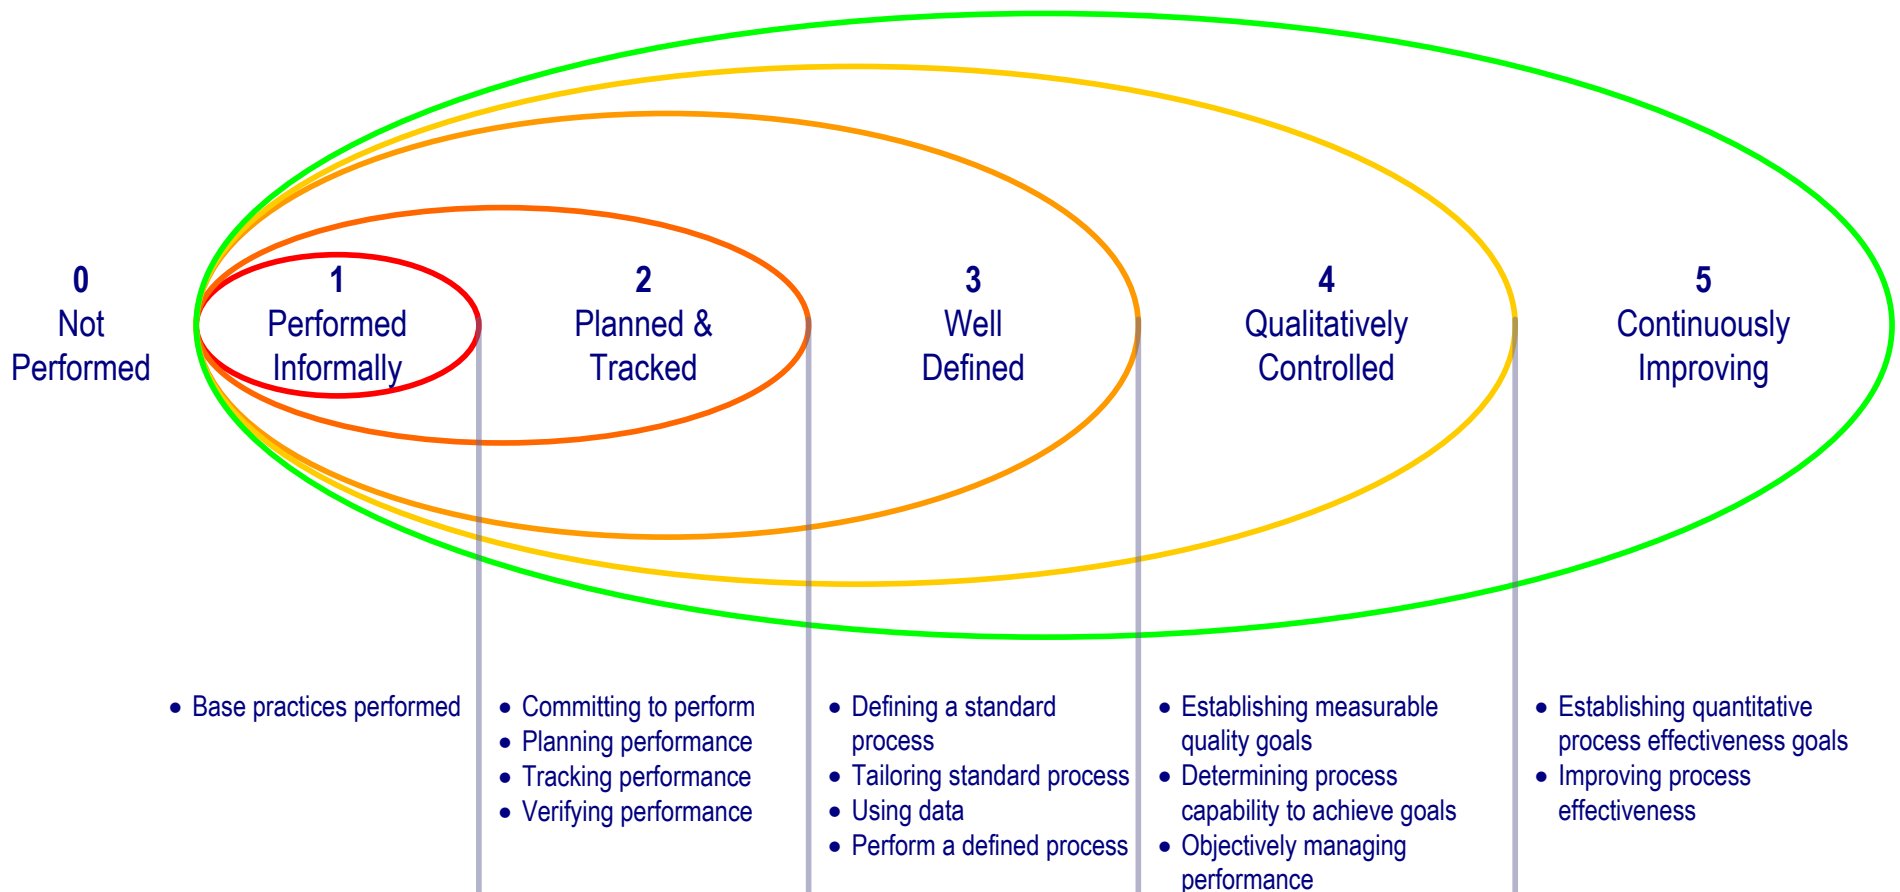 0
Not
Performed
1
Performed
Informally
2
Planned &
Tracked
3
Well
Defined
4
Qualitatively
Controlled
5
Continuously
Improving
• Base practices performed
• Committing to perform
• Planning performance
• Tracking performance
• Verifying performance
• Defining a standard
process
• Tailoring standard process
• Using data
• Perform a defined process
• Establishing measurable
quality goals
• Determining process
capability to achieve goals
• Objectively managing
performance
• Establishing quantitative
process effectiveness goals
• Improving process
effectiveness